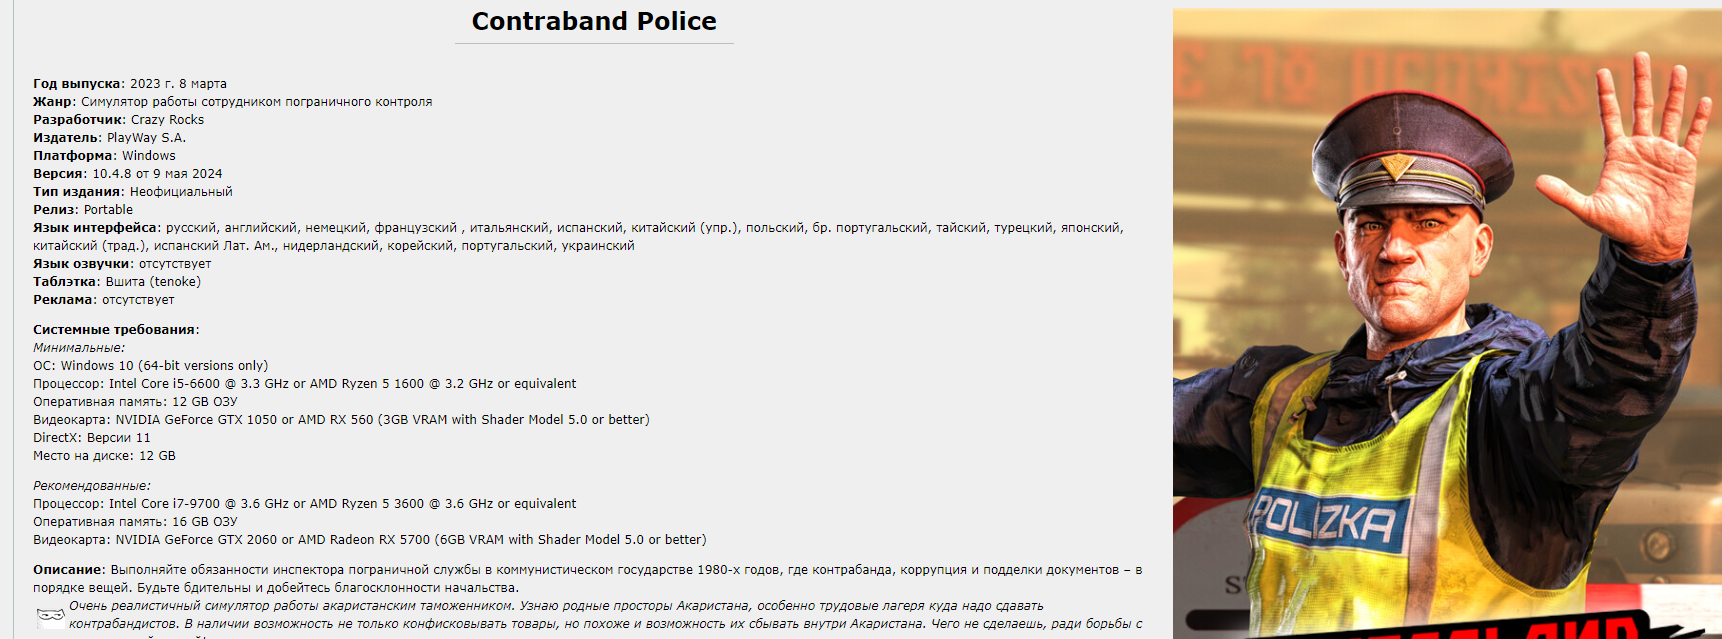 Contraband Police
Год выпуска: 2023 г. 8 марта
Жанр: Симулятор работы сотрудником пограничного контроля
Разработчик: Crazy Rocks
Издатель: PlayWay S.A.
Платформа: Windows
Версия: 10.4.8 от 9 мая 2024
Тип издания: Неофициальный
Релиз: Portable
Язык интерфейса: русский, английский, немецкий, французский , итальянский, испанский, китайский (упр.), польский, бр. португальский, тайский, турецкий, японский,
китайский (трад.), испанский Лат. Ам., нидерландский, корейский, португальский, украинский
Язык озвучки: отсутствует
Таблэтка: Вшита (tenoke)
Реклама: отсутствует
Системные требования:
Минимальные:
ОС: Windows 10 (64-bit versions only)
Процессор: Intel Core i5-6600 @ 3.3 GHz or AMD Ryzen 5 1600 @ 3.2 GHz or equivalent
Оперативная память: 12 GB ОЗУ
Видеокарта: NVIDIA GeForce GTX 1050 or AMD RX 560 (3GB VRAM with Shader Model 5.0 or better)
DirectX: Версии 11
Место на диске: 12 GB
Рекомендованные:
Процессор: Intel Core i7-9700 @ 3.6 GHz or AMD Ryzen 5 3600 @ 3.6 GHz or equivalent
Оперативная память: 16 GB ОЗУ
Видеокарта: NVIDIA GeForce GTX 2060 or AMD Radeon RX 5700 (6GB VRAM with Shader Model 5.0 or better)
Описание: Выполняйте обязанности инспектора пограничной службы в коммунистическом государстве 1980-х годов, где контрабанда, коррупция и подделки документов – в
порядке вещей. Будьте бдительны и добейтесь благосклонности начальства.
Очень реалистичный симулятор работы акаристанским таможенником. Узнаю родные просторы Акаристана, особенно трудовые лагеря куда надо сдавать
контрабандистов. В наличии возможность не только конфисковывать товары, но похоже и возможность их сбывать внутри Акаристана. Чего не сделаешь, ради борьбы с
POLIZKA